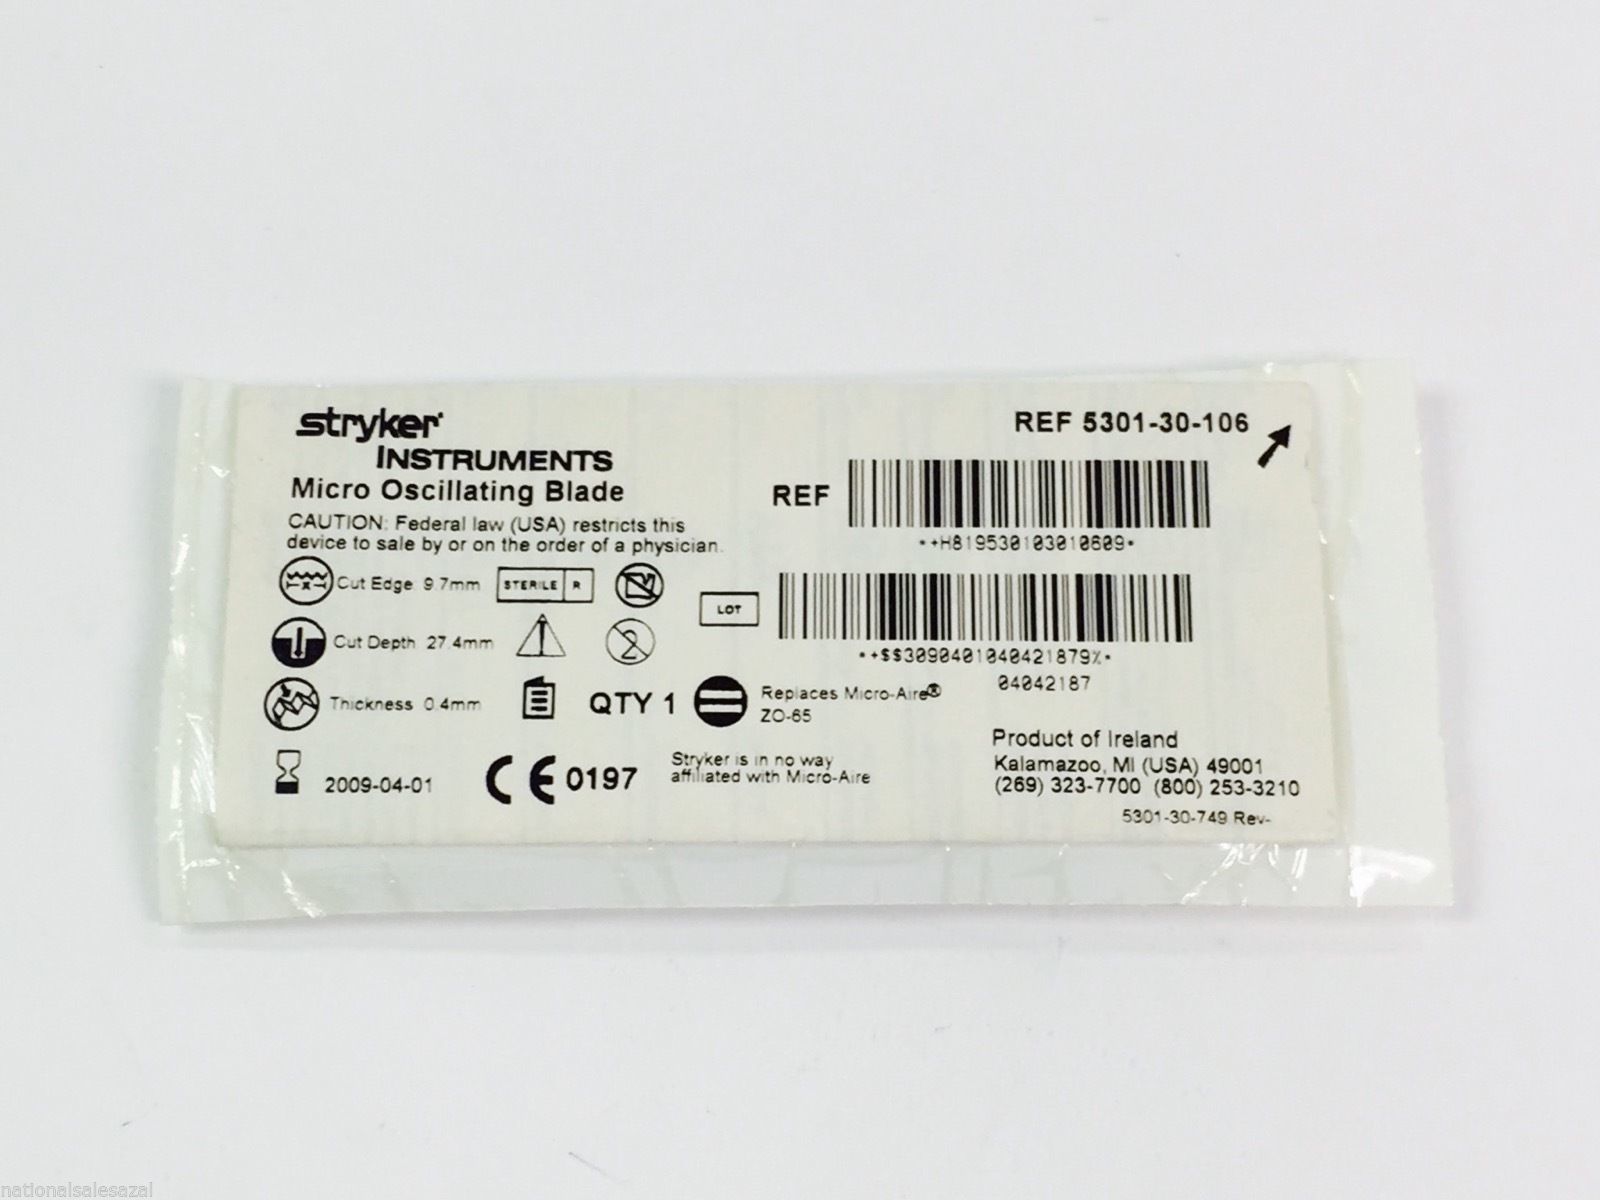 stryker
INSTRUMENTS
Micro Oscillating Blade
CAUTION: Federal law (USA) restricts this
device to sale by or on the order of a physician.
Cut Edge 9.7mm
STERILE R
Cut Depth 27.4mm
2
Thickness 0.4mm
QTY 1
2009-04-01
CE 0197
REF 5301-30-106
REF
*+H819530103010609*
LOT
*+$$3090401040421879%*
04042187
Replaces Micro-Aire®
ZO-65
Stryker is in no way
affiliated with Micro-Aire
Product of Ireland
Kalamazoo, MI (USA) 49001
(269) 323-7700 (800) 253-3210
5301-30-749 Rev-
nationalsalesazal